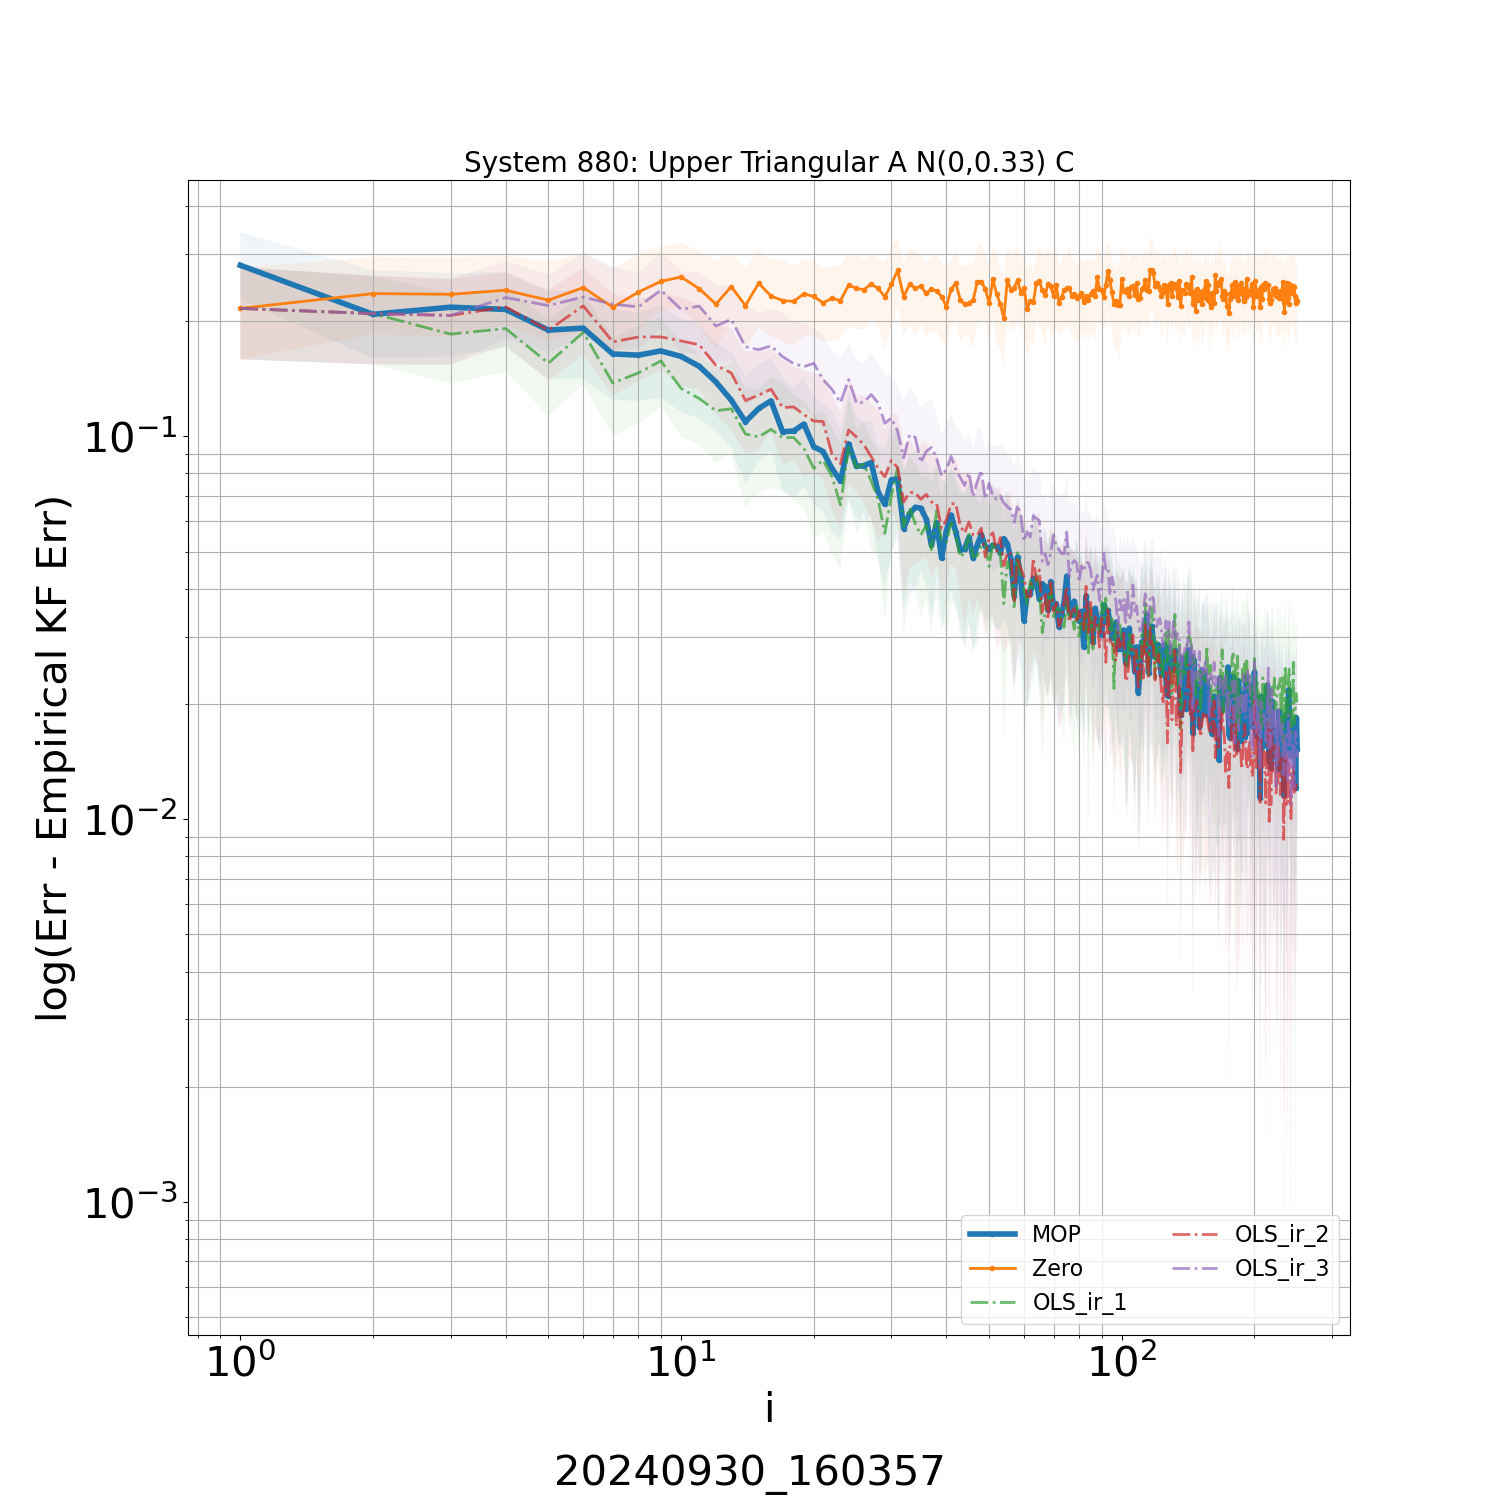 System 880: Upper Triangular A N(0,0.33) C
log(Err - Empirical KF Err)
10⁻¹
10⁻²
10⁻³
MOP
Zero
OLS_ir_1
OLS_ir_2
OLS_ir_3
10⁰
10¹
10²
i
20240930_160357